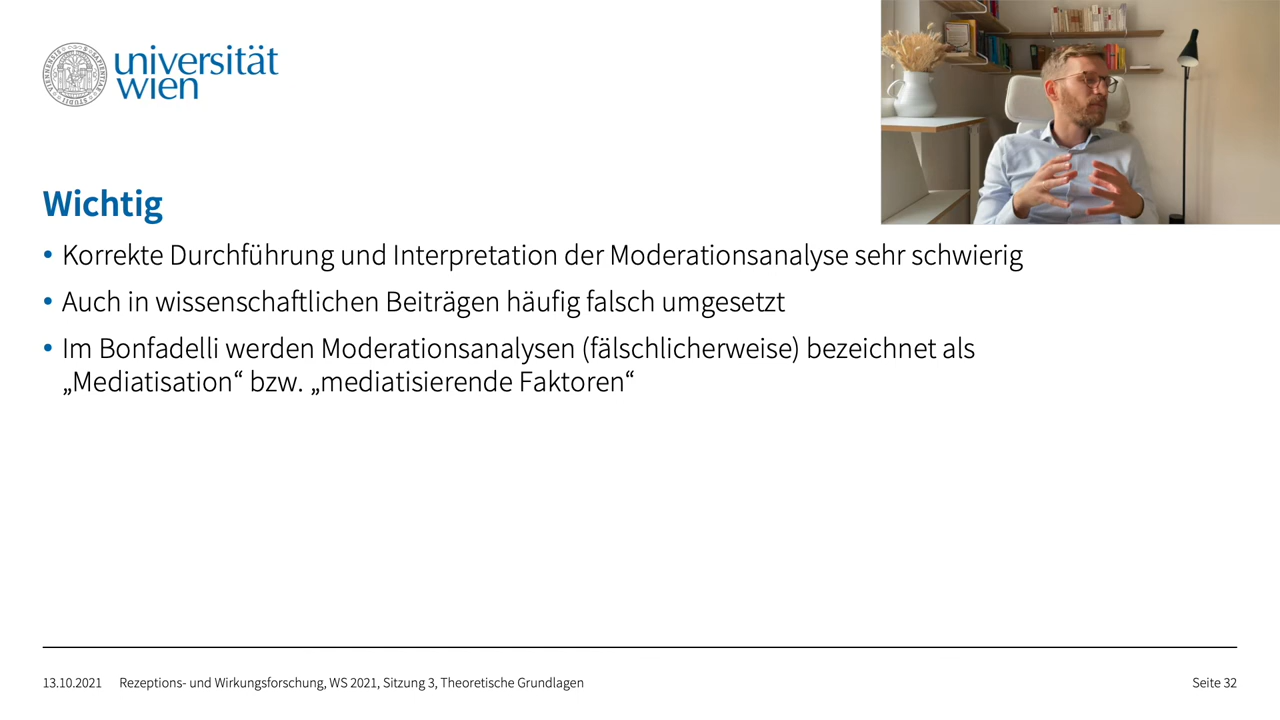 universität
wien
Wichtig
• Korrekte Durchführung und Interpretation der Moderationsanalyse sehr schwierig
• Auch in wissenschaftlichen Beiträgen häufig falsch umgesetzt
• Im Bonfadelli werden Moderationsanalysen (fälschlicherweise) bezeichnet als
„Mediatisation“ bzw. „mediatisierende Faktoren“
13.10.2021 Rezeptions- und Wirkungsforschung, WS 2021, Sitzung 3, Theoretische Grundlagen Seite 32